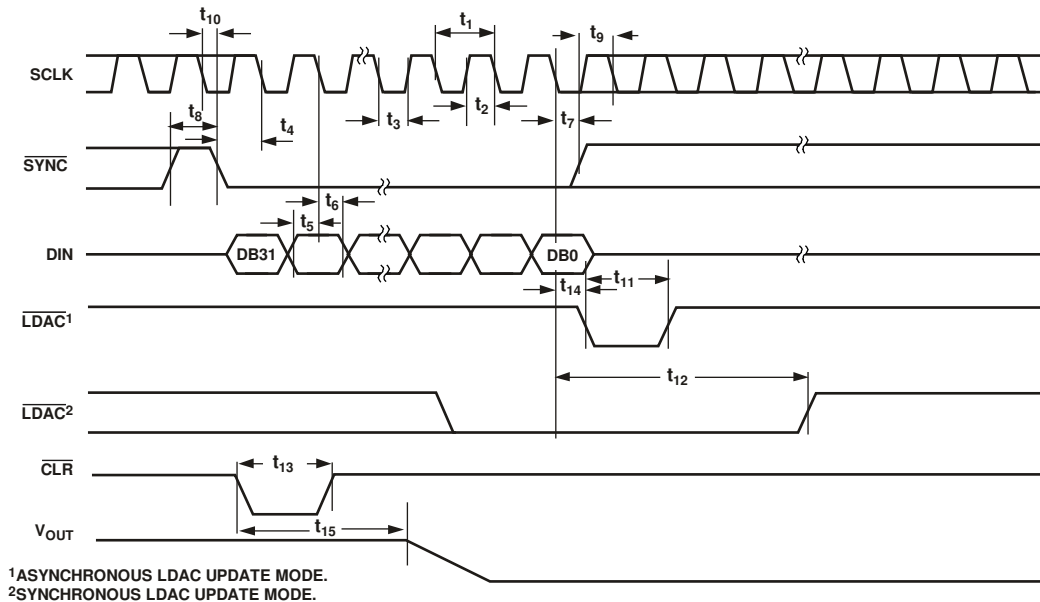 t10
t1
t9
SCLK
t8
t4
t3
t2
t7
SYNC
t6
t5
DIN
DB31
DB0
t14
t11
LDAC1
t12
LDAC2
CLR
t13
t15
VOUT
1ASYNCHRONOUS LDAC UPDATE MODE.
2SYNCHRONOUS LDAC UPDATE MODE.